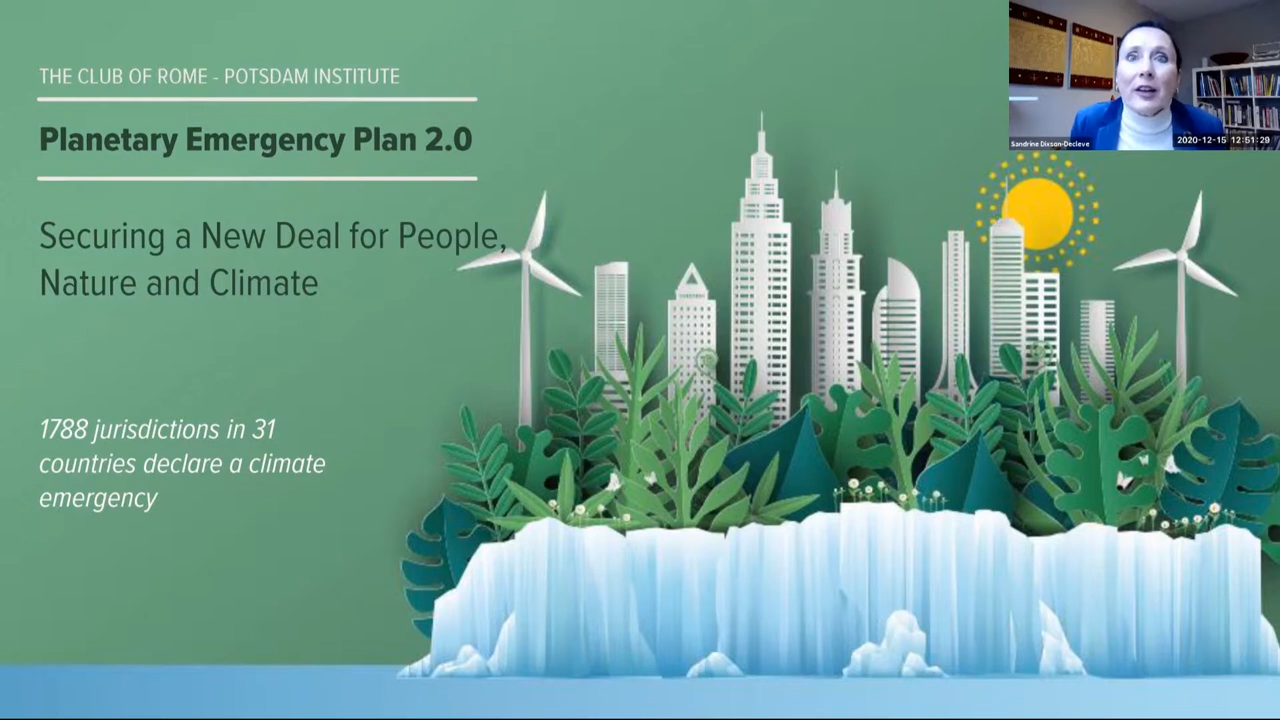 THE CLUB OF ROME - POTSDAM INSTITUTE
Planetary Emergency Plan 2.0
Securing a New Deal for People,
Nature and Climate
1788 jurisdictions in 31
countries declare a climate
emergency
Sandrine Dixson-Decleve
2020-12-15 12:51:29